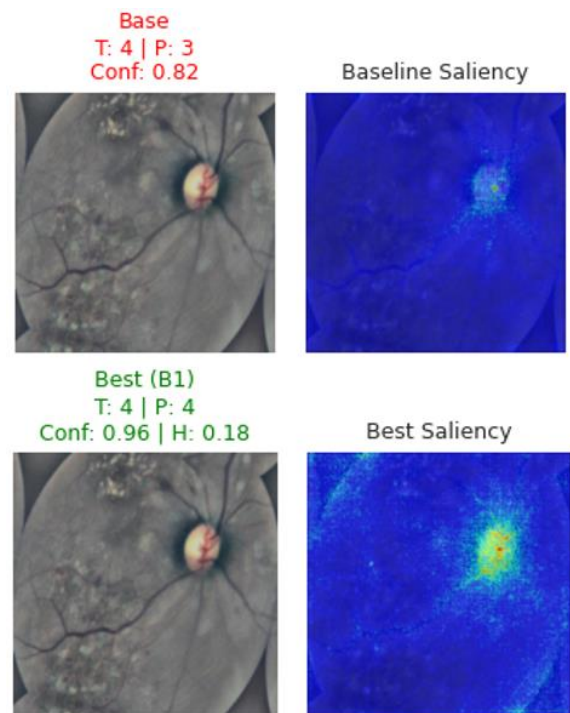 Base
T: 4 | P: 3
Conf: 0.82
Baseline Saliency
Best (B1)
T: 4 | P: 4
Conf: 0.96 | H: 0.18
Best Saliency